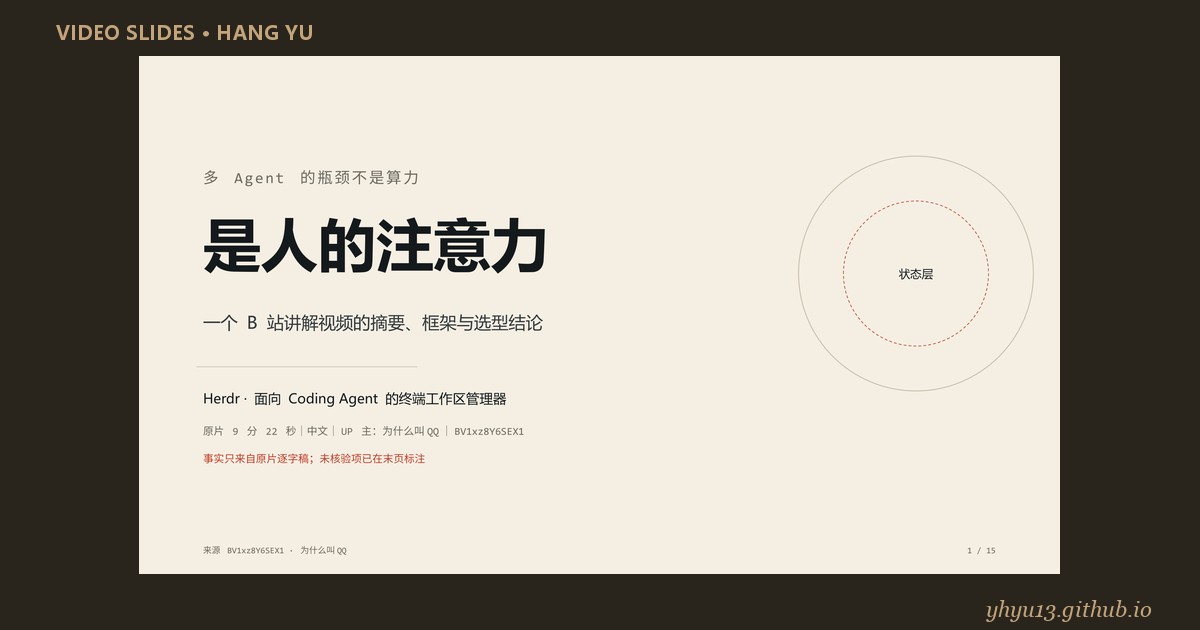 VIDEO SLIDES • HANG YU
多 Agent 的瓶颈不是算力
是人的注意力
一个 B 站讲解视频的摘要、框架与选型结论
状态层
Herdr · 面向 Coding Agent 的终端工作区管理器
原片 9 分 22 秒｜中文｜UP 主：为什么叫QQ ｜ BV1xz8Y6SEX1
事实只来自原片逐字稿；未核验项已在末页标注
来源 BV1xz8Y6SEX1 · 为什么叫QQ
1 / 15
yhyu13.github.io